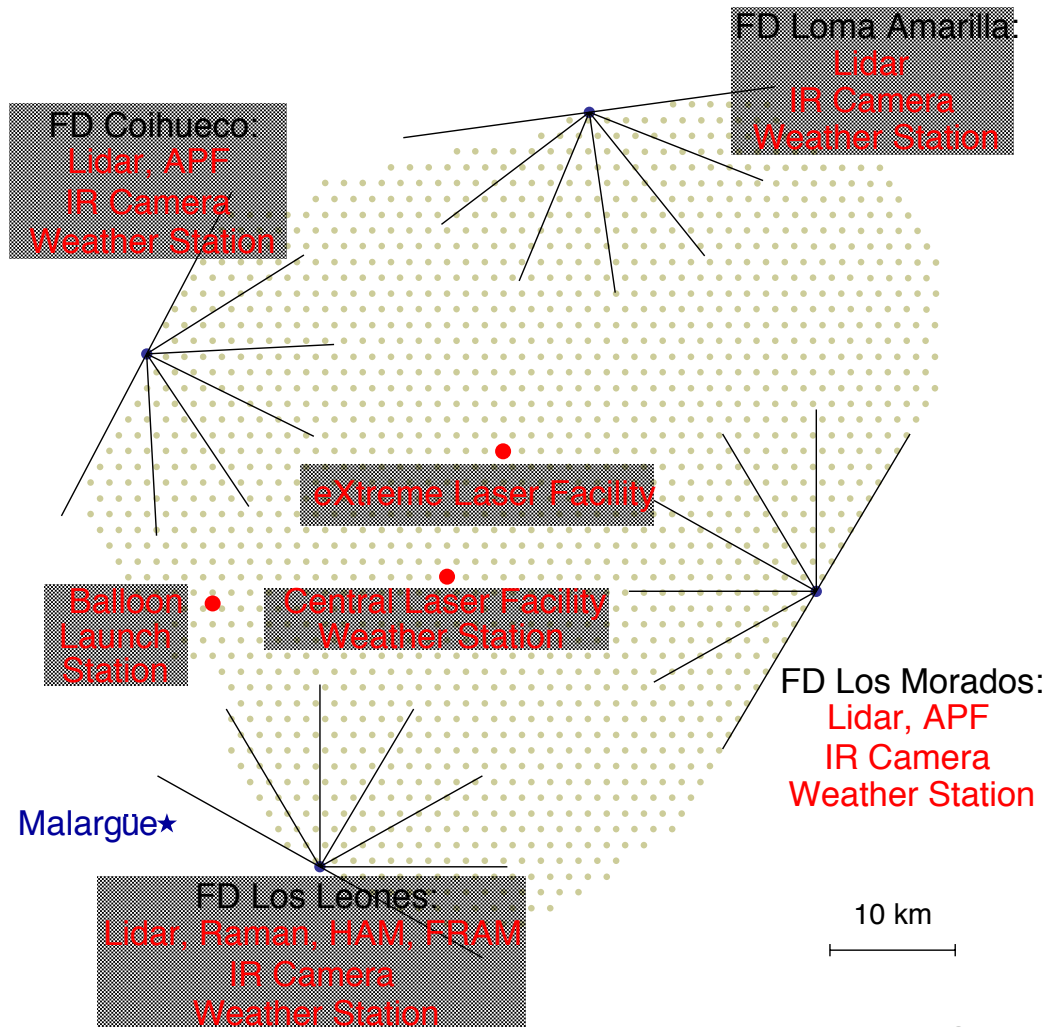 FD Loma Amarilla:
Lidar
IR Camera
Weather Station
FD Coihueco:
Lidar, APF
IR Camera
Weather Station
eXtreme Laser Facility
Balloon
Launch
Station
Central Laser Facility
Weather Station
FD Los Morados:
Lidar, APF
IR Camera
Weather Station
Malargüe
FD Los Leones:
Lidar, Raman, HAM, FRAM
IR Camera
Weather Station
10 km